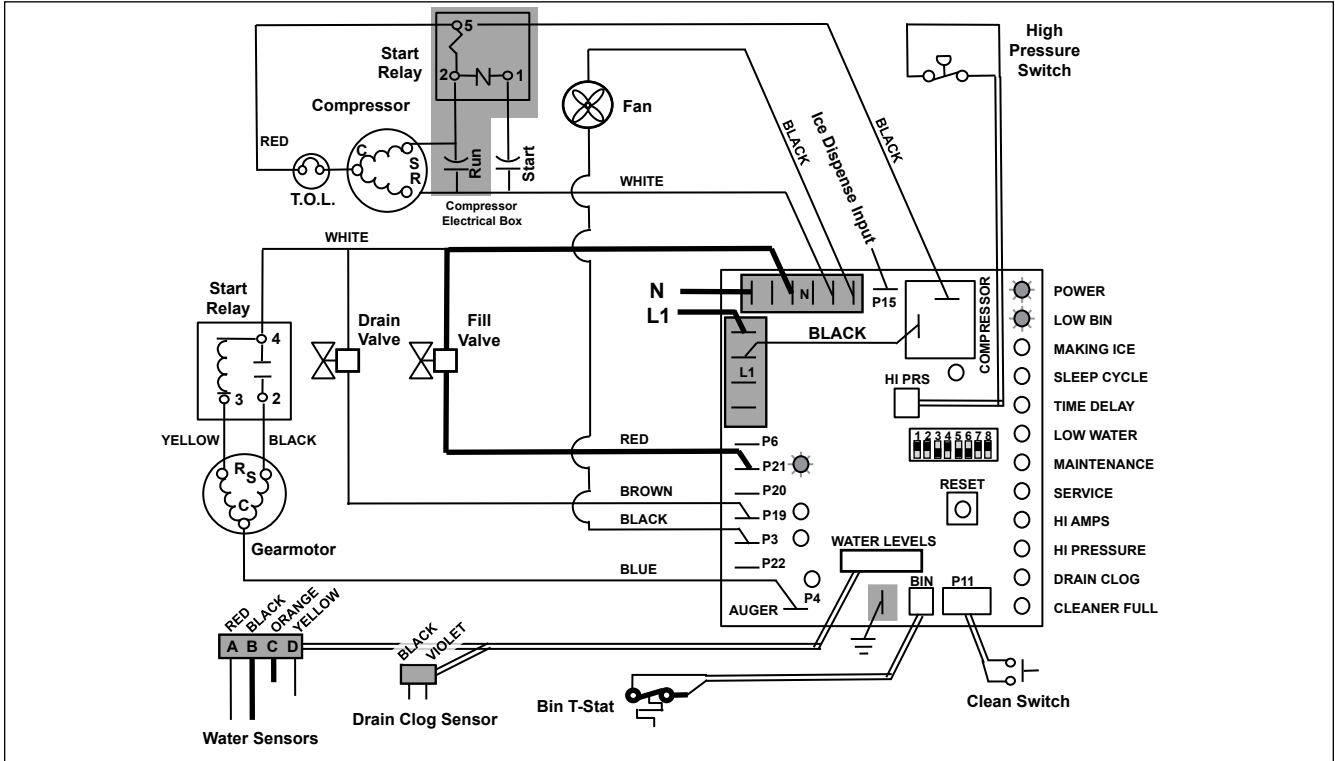 5
Start
Relay
2
N
1
Compressor
RED
C
S
R
T.O.L.
Run
Start
Compressor
Electrical Box
Fan
BLACK
Ice Dispense Input
BLACK
High
Pressure
Switch
WHITE
WHITE
Start
Relay
4
3
2
YELLOW
BLACK
R
S
C
Gearmotor
Drain
Valve
Fill
Valve
N
L1
N
P15
BLACK
L1
COMPRESSOR
HI PRS
1 2 3 4 5 6 7 8
RESET
POWER
LOW BIN
MAKING ICE
SLEEP CYCLE
TIME DELAY
LOW WATER
MAINTENANCE
SERVICE
HI AMPS
HI PRESSURE
DRAIN CLOG
CLEANER FULL
P6
RED
P21
P20
BROWN
P19
BLACK
P3
P22
BLUE
P4
AUGER
WATER LEVELS
BIN
P11
RED
BLACK
ORANGE
YELLOW
A B C D
Water Sensors
BLACK
VIOLET
Drain Clog Sensor
Bin T-Stat
Clean Switch